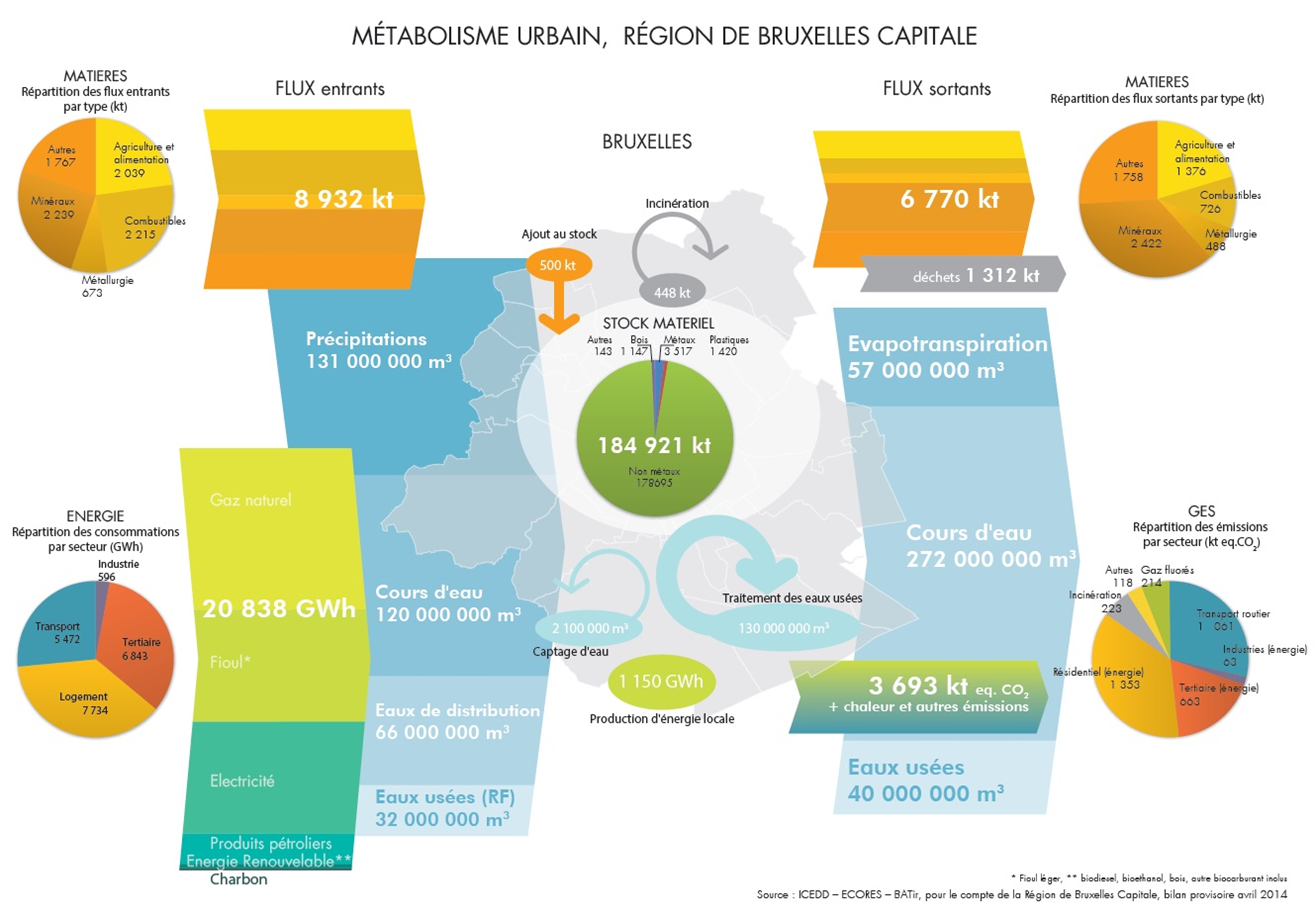 MÉTABOLISME URBAIN, RÉGION DE BRUXELLES CAPITALE
MATIERES
Répartition des flux entrants
par type (kt)
Autres
1 767
Agriculture et
alimentation
2 039
Minéraux
2 239
Combustibles
2 215
Métallurgie
673
FLUX entrants
8 932 kt
Précipitations
131 000 000 m³
Gaz naturel
20 838 GWh
Fioul*
Electricité
Produits pétroliers
Energie Renouvelable**
Charbon
Cours d'eau
120 000 000 m³
Eaux de distribution
66 000 000 m³
Eaux usées (RF)
32 000 000 m³
ENERGIE
Répartition des consommations
par secteur (GWh)
Industrie
596
Transport
5 472
Tertiaire
6 843
Logement
7 734
BRUXELLES
Incinération
448 kt
Ajout au stock
500 kt
STOCK MATERIEL
Autres
143
Bois
1 147
Métaux
3 517
Plastiques
1 420
184 921 kt
Non métaux
178695
2 100 000 m³
Captage d'eau
Traitement des eaux usées
130 000 000 m³
1 150 GWh
Production d'énergie locale
FLUX sortants
6 770 kt
déchets 1 312 kt
Evapotranspiration
57 000 000 m³
Cours d'eau
272 000 000 m³
3 693 kt eq. CO₂
+ chaleur et autres émissions
Eaux usées
40 000 000 m³
MATIERES
Répartition des flux sortants par type (kt)
Autres
1 758
Agriculture et
alimentation
1 376
Combustibles
726
Métallurgie
488
Minéraux
2 422
GES
Répartition des émissions
par secteur (kt eq.CO₂)
Autres
118
Gaz fluorés
214
Incinération
223
Transport routier
1 061
Industries (énergie)
63
Résidentiel (énergie)
1 353
Tertiaire (énergie)
663
* Fioul léger, ** biodiesel, bioethanol, bois, autre biocarburant inclus
Source : ICEDD – ECORES – BATir, pour le compte de la Région de Bruxelles Capitale, bilan provisoire avril 2014